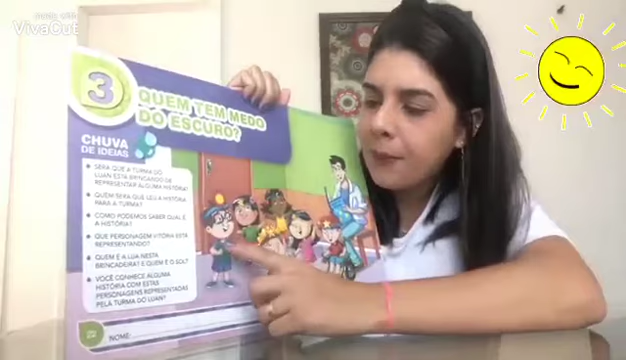 made with
VivaCut
3
QUEM TEM MEDO
DO ESCURO?
CHUVA
DE IDEIAS
SERÁ QUE A TURMA DO
LUAN ESTÁ BRINCANDO DE
REPRESENTAR ALGUMA HISTÓRIA?
QUEM SERÁ QUE LEU A HISTÓRIA
PARA A TURMA?
COMO PODEMOS SABER QUAL É
A HISTÓRIA?
QUE PERSONAGEM VITÓRIA ESTÁ
REPRESENTANDO?
QUEM É A LUA NESTA
BRINCADEIRA? E QUEM É O SOL?
VOCÊ CONHECE ALGUMA
HISTÓRIA COM ESTAS
PERSONAGENS REPRESENTADAS
PELA TURMA DO LUAN?
NOME: